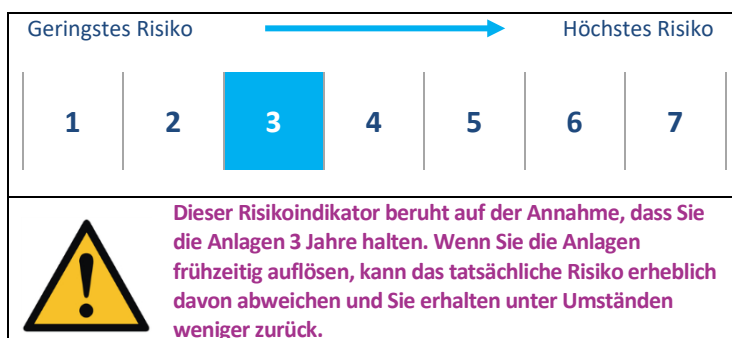 Geringstes Risiko Höchstes Risiko
1 2 3 4 5 6 7
Dieser Risikoindikator beruht auf der Annahme, dass Sie
die Anlagen 3 Jahre halten. Wenn Sie die Anlagen
frühzeitig auflösen, kann das tatsächliche Risiko erheblich
davon abweichen und Sie erhalten unter Umständen
weniger zurück.